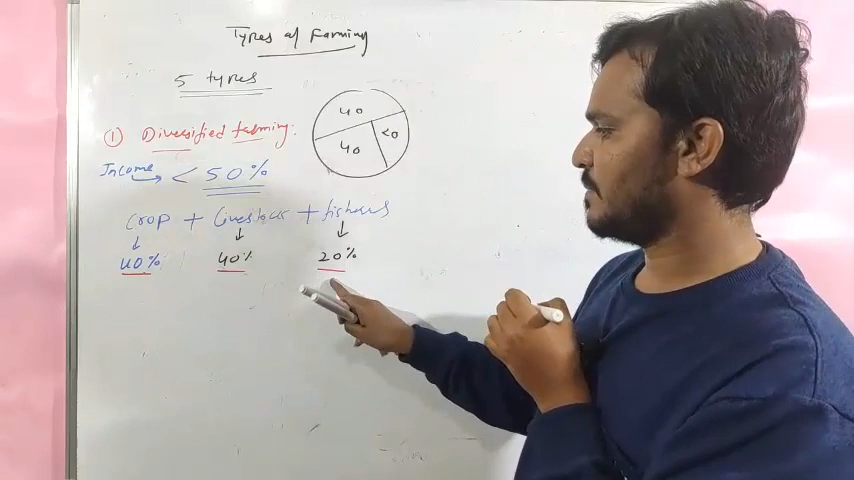 Types of Farming
5 types
① Diversified farming:
Income → < 50%
Crop + Livestock + fisheries
40% 40% 20%
40
40 20